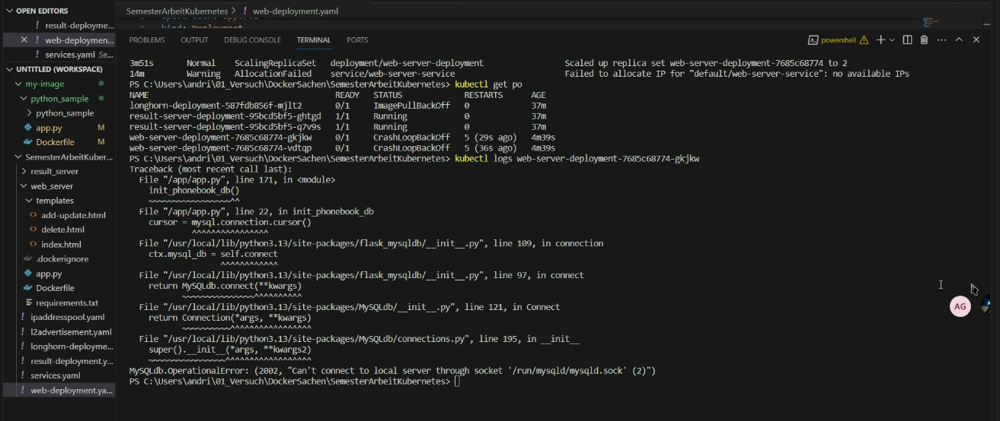 OPEN EDITORS
! result-deployme...
× ! web-deploymen...
! services.yaml Se...
UNTITLED (WORKSPACE)
my-image
python_sample
python_sample
app.py M
Dockerfile M
SemesterArbeitKuber...
result_server
web_server
templates
<> add-update.html
<> delete.html
<> index.html
.dockerignore
app.py
Dockerfile
requirements.txt
! ipaddresspool.yaml
! l2advertisement.yaml
! longhorn-deployme...
! result-deployment.y...
! services.yaml
! web-deployment.ya...
SemesterArbeitKubernetes > ! web-deployment.yaml
kind: Deployment
PROBLEMS OUTPUT DEBUG CONSOLE TERMINAL PORTS
powershell
3m51s Normal ScalingReplicaSet deployment/web-server-deployment Scaled up replica set web-server-deployment-7685c68774 to 2
14m Warning AllocationFailed service/web-server-service Failed to allocate IP for "default/web-server-service": no available IPs
PS C:\Users\andri\01_Versuch\DockerSachen\SemesterArbeitKubernetes> kubectl get po
NAME READY STATUS RESTARTS AGE
longhorn-deployment-587fdb856f-mjlt2 0/1 ImagePullBackOff 0 37m
result-server-deployment-95bcd5bf5-ghtgd 1/1 Running 0 37m
result-server-deployment-95bcd5bf5-q7v9s 1/1 Running 0 37m
web-server-deployment-7685c68774-gkjkw 0/1 CrashLoopBackOff 5 (29s ago) 4m39s
web-server-deployment-7685c68774-vdtqp 0/1 CrashLoopBackOff 5 (36s ago) 4m39s
PS C:\Users\andri\01_Versuch\DockerSachen\SemesterArbeitKubernetes> kubectl logs web-server-deployment-7685c68774-gkjkw
Traceback (most recent call last):
File "/app/app.py", line 171, in <module>
init_phonebook_db()
~~~~~~~~~~~~~~~~~^^
File "/app/app.py", line 22, in init_phonebook_db
cursor = mysql.connection.cursor()
^^^^^^^^^^^^^^^^
File "/usr/local/lib/python3.13/site-packages/flask_mysqldb/__init__.py", line 109, in connection
ctx.mysql_db = self.connect
^^^^^^^^^^^^
File "/usr/local/lib/python3.13/site-packages/flask_mysqldb/__init__.py", line 97, in connect
return MySQLdb.connect(**kwargs)
~~~~~~~~~~~~~~~^^^^^^^^^^
File "/usr/local/lib/python3.13/site-packages/MySQLdb/__init__.py", line 121, in Connect
return Connection(*args, **kwargs)
~~~~~~~~~~^^^^^^^^^^^^^^^^^
File "/usr/local/lib/python3.13/site-packages/MySQLdb/connections.py", line 195, in __init__
super().__init__(*args, **kwargs2)
~~~~~~~~~~~~~~~~^^^^^^^^^^^^^^^^^^
MySQLdb.OperationalError: (2002, "Can't connect to local server through socket '/run/mysqld/mysqld.sock' (2)")
PS C:\Users\andri\01_Versuch\DockerSachen\SemesterArbeitKubernetes>
AG